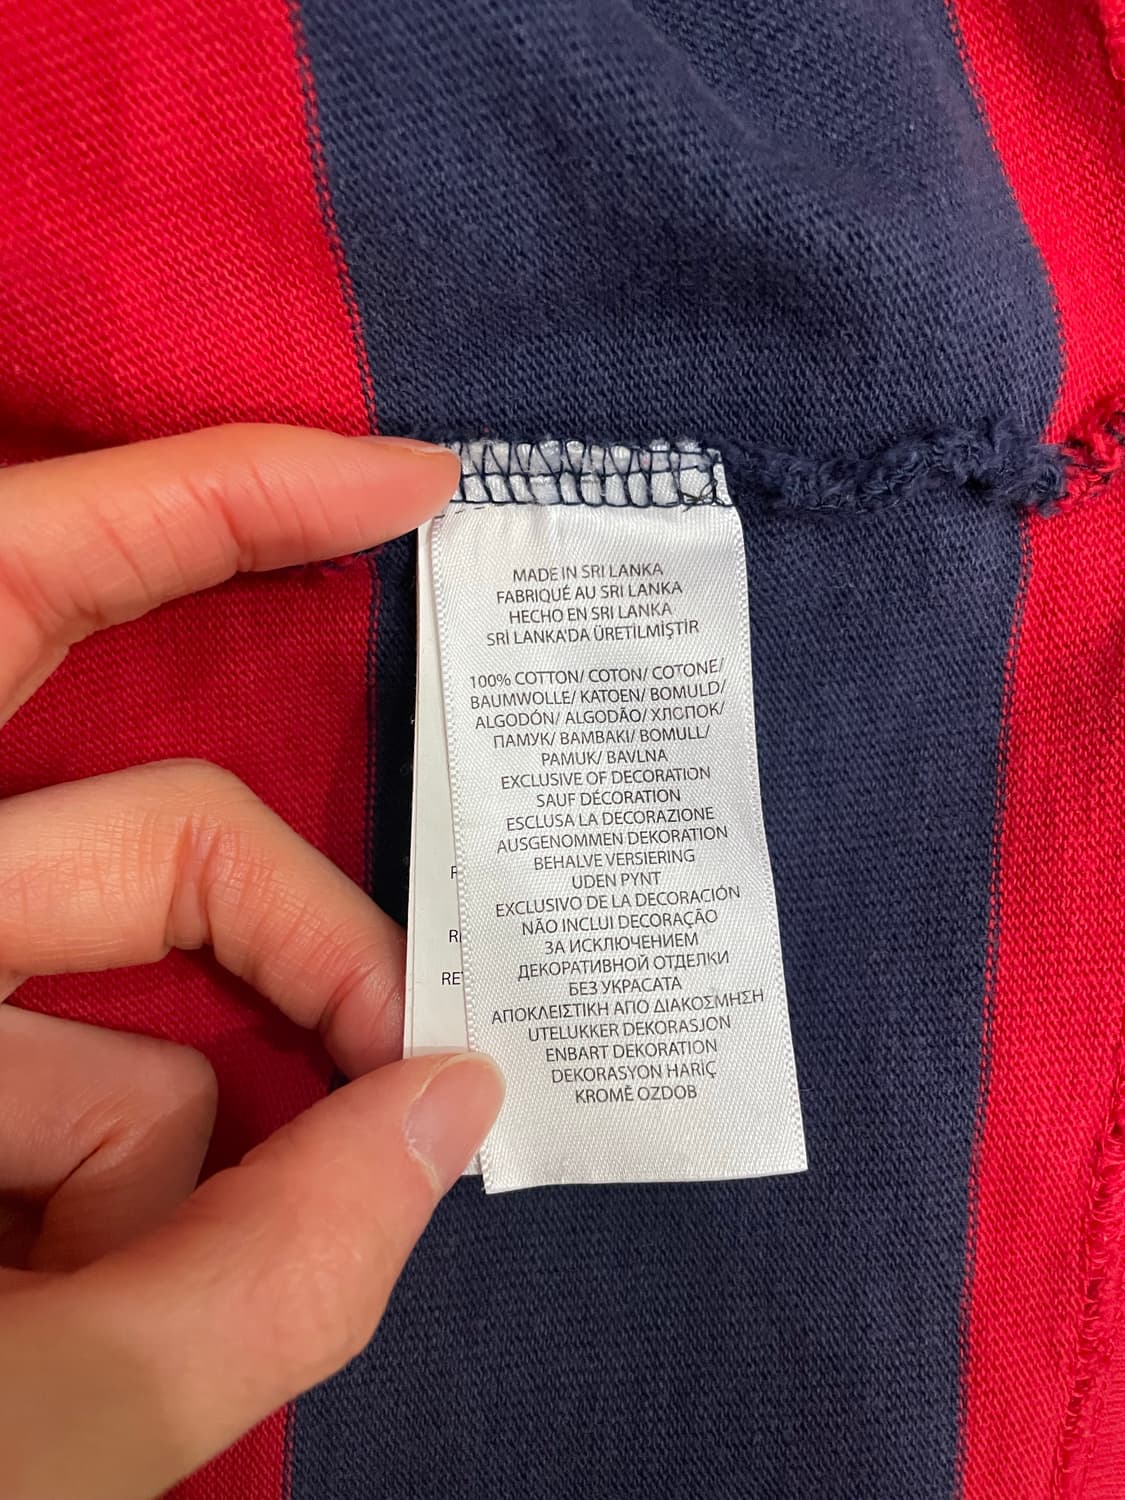 MADE IN SRI LANKA
FABRIQUÉ AU SRI LANKA
HECHO EN SRI LANKA
SRİ LANKA'DA ÜRETİLMİŞTİR
100% COTTON/ COTON/ COTONE/
BAUMWOLLE/ KATOEN/ BOMULD/
ALGODÓN/ ALGODÃO/ ХЛОПОК/
ПАМУК/ ΒΑΜΒΑΚΙ/ BOMULL/
PAMUK/ BAVLNA
EXCLUSIVE OF DECORATION
SAUF DÉCORATION
ESCLUSA LA DECORAZIONE
AUSGENOMMEN DEKORATION
BEHALVE VERSIERING
UDEN PYNT
EXCLUSIVO DE LA DECORACIÓN
NÃO INCLUI DECORAÇÃO
ЗА ИСКЛЮЧЕНИЕМ
ДЕКОРАТИВНОЙ ОТДЕЛКИ
БЕЗ УКРАСАТА
ΑΠΟΚΛΕΙΣΤΙΚΗ ΑΠΟ ΔΙΑΚΟΣΜΗΣΗ
UTELUKKER DEKORASJON
ENBART DEKORATION
DEKORASYON HARİÇ
KROMĚ OZDOB